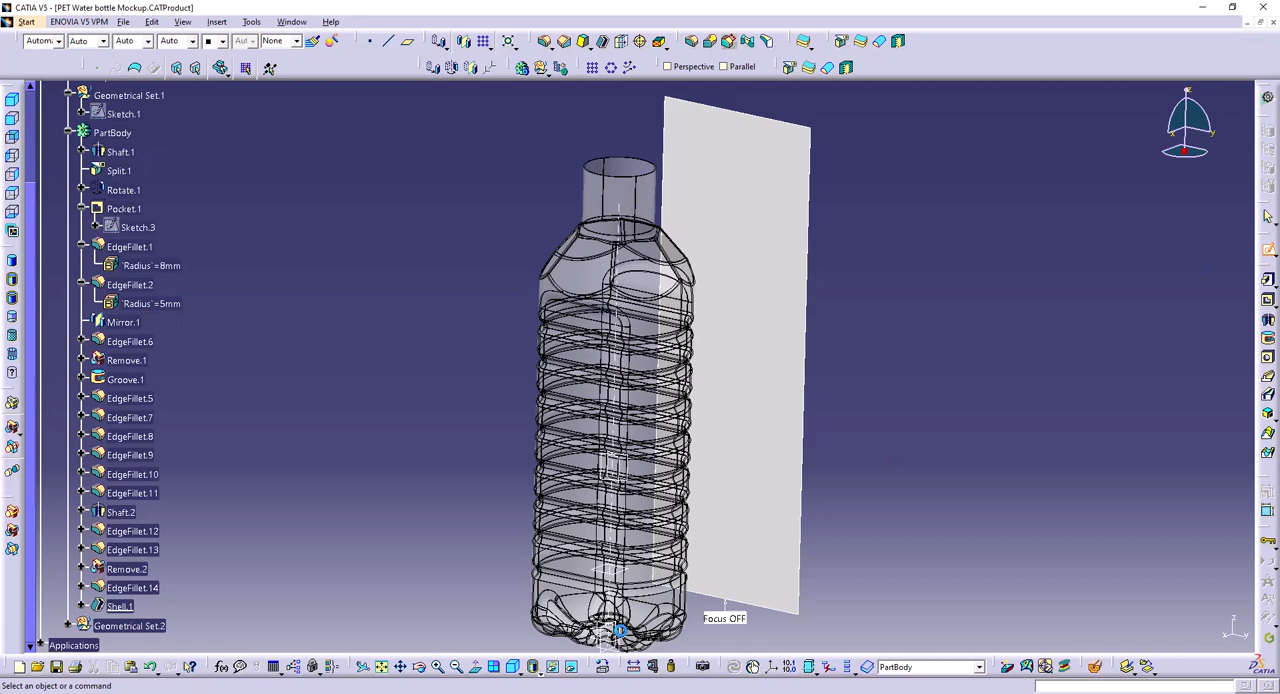 CATIA V5 - [PET Water bottle Mockup.CATProduct]
Start ENOVIA V5 VPM File Edit View Insert Tools Window Help
Autom Auto Auto Auto Aut None
Perspective Parallel
Geometrical Set.1
Sketch.1
PartBody
Shaft.1
Split.1
Rotate.1
Pocket.1
Sketch.3
EdgeFillet.1
`Radius`=8mm
EdgeFillet.2
`Radius`=5mm
Mirror.1
EdgeFillet.6
Remove.1
Groove.1
EdgeFillet.5
EdgeFillet.7
EdgeFillet.8
EdgeFillet.9
EdgeFillet.10
EdgeFillet.11
Shaft.2
EdgeFillet.12
EdgeFillet.13
Remove.2
EdgeFillet.14
Shell.1
Geometrical Set.2
Applications
Focus OFF
PartBody
Select an object or a command